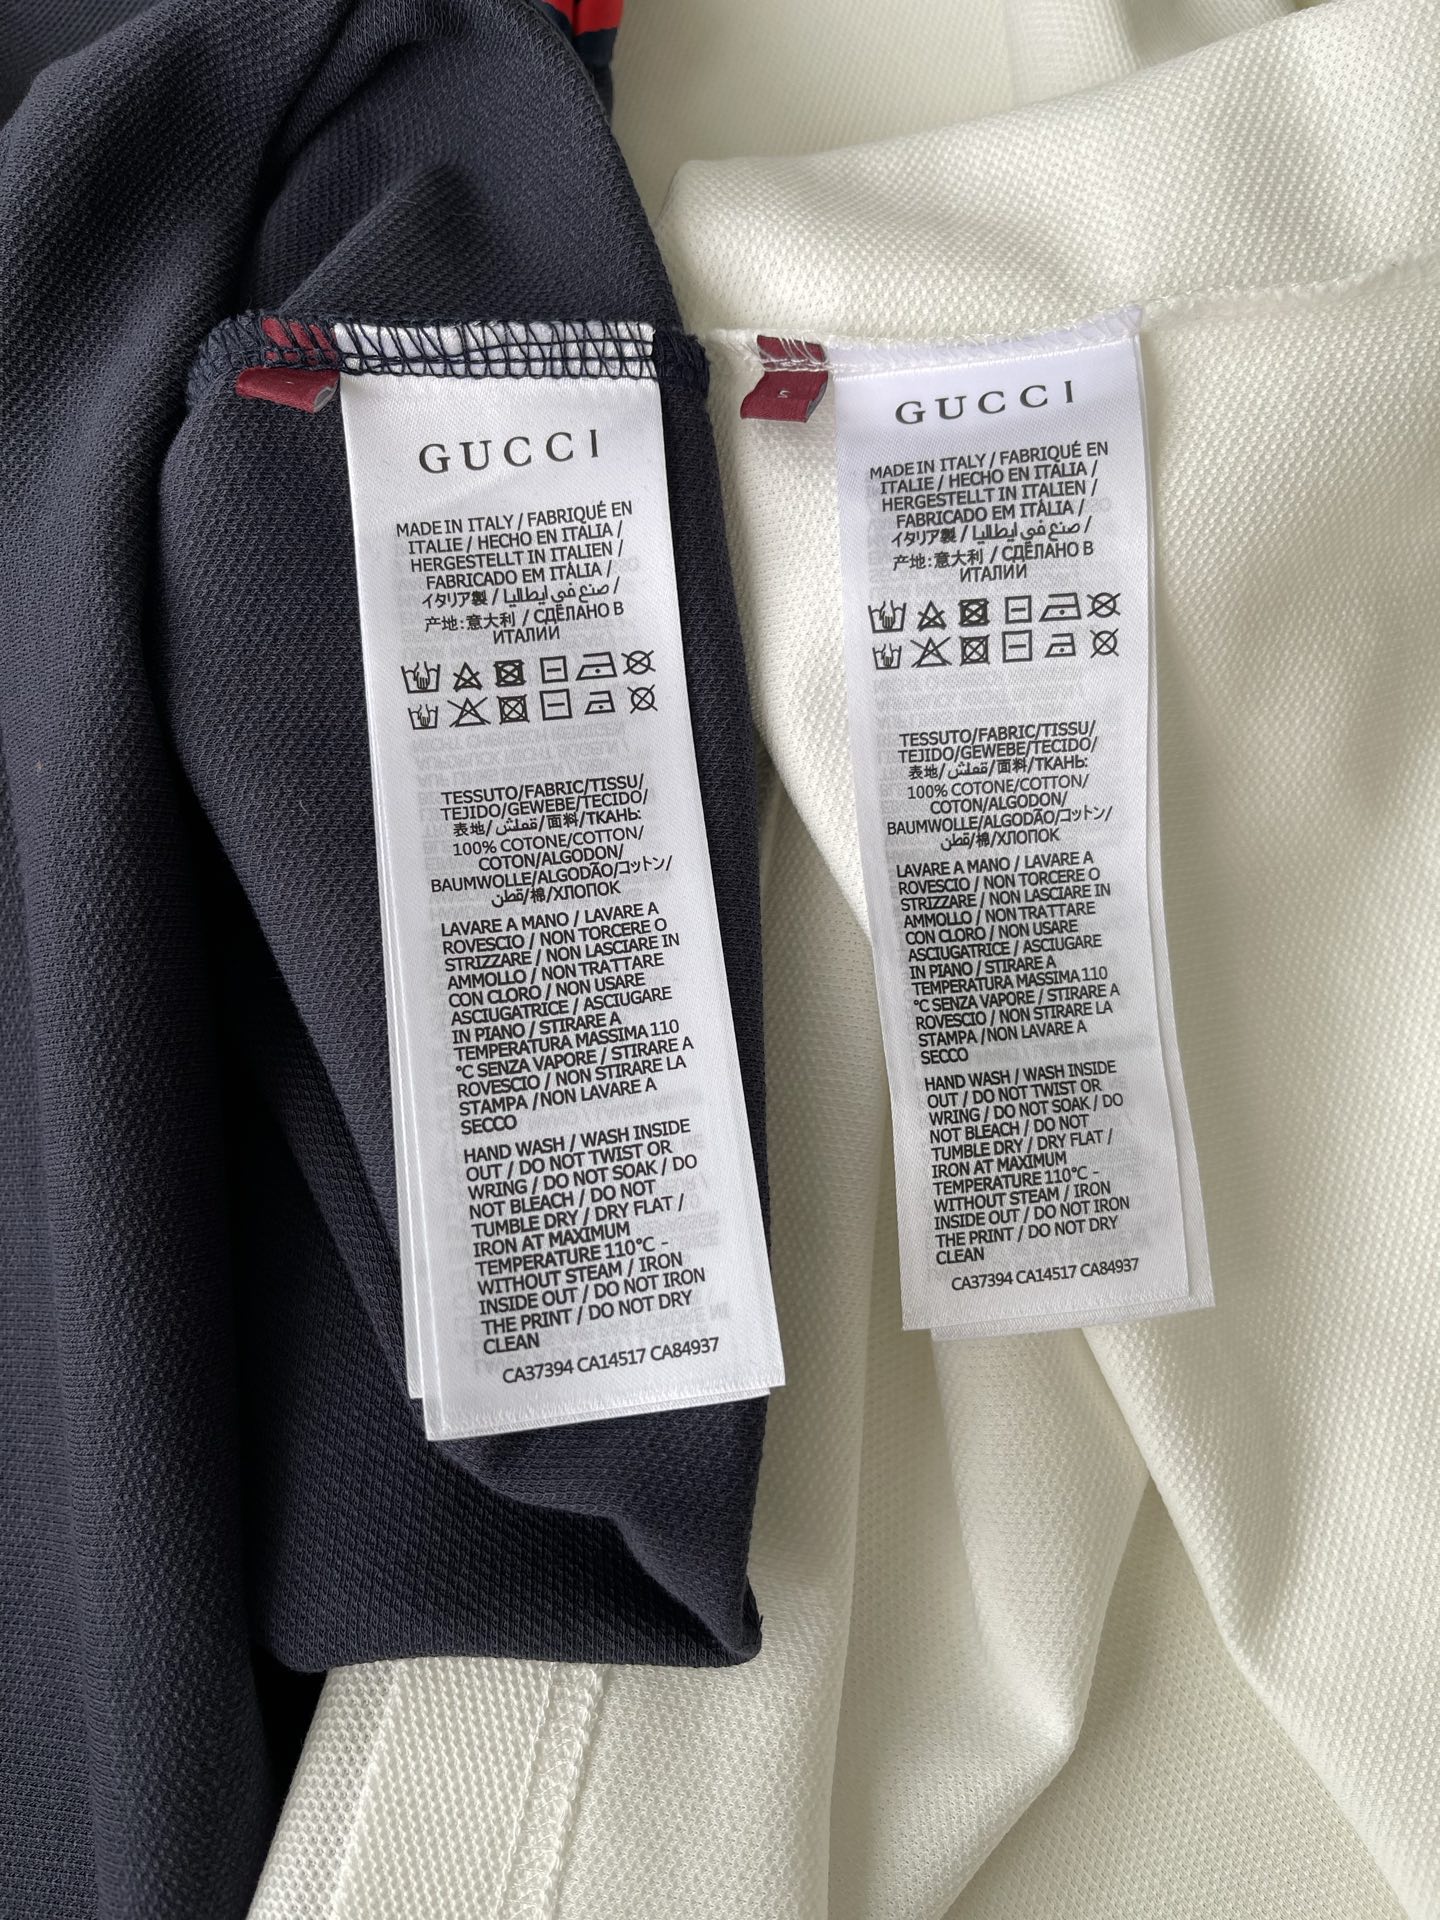 GUCCI
MADE IN ITALY / FABRIQUÉ EN
ITALIE / HECHO EN ITALIA /
HERGESTELLT IN ITALIEN /
FABRICADO EM ITÁLIA /
イタリア製 / صنع في إيطاليا /
产地:意大利 / СДЕЛАНО В
ИТАЛИИ
TESSUTO/FABRIC/TISSU/
TEJIDO/GEWEBE/TECIDO/
表地/قملش/面料/ТКАНЬ:
100% COTONE/COTTON/
COTON/ALGODON/
BAUMWOLLE/ALGODÃO/コットン/
قطن/棉/ХЛОПОК
LAVARE A MANO / LAVARE A
ROVESCIO / NON TORCERE O
STRIZZARE / NON LASCIARE IN
AMMOLLO / NON TRATTARE
CON CLORO / NON USARE
ASCIUGATRICE / ASCIUGARE
IN PIANO / STIRARE A
TEMPERATURA MASSIMA 110
°C SENZA VAPORE / STIRARE A
ROVESCIO / NON STIRARE LA
STAMPA /NON LAVARE A
SECCO
HAND WASH / WASH INSIDE
OUT / DO NOT TWIST OR
WRING / DO NOT SOAK / DO
NOT BLEACH / DO NOT
TUMBLE DRY / DRY FLAT /
IRON AT MAXIMUM
TEMPERATURE 110°C -
WITHOUT STEAM / IRON
INSIDE OUT / DO NOT IRON
THE PRINT / DO NOT DRY
CLEAN
CA37394 CA14517 CA84937
GUCCI
MADE IN ITALY / FABRIQUÉ EN
ITALIE / HECHO EN ITALIA /
HERGESTELLT IN ITALIEN /
FABRICADO EM ITÁLIA /
イタリア製 / صنع في إيطاليا /
产地:意大利 / СДЕЛАНО В
ИТАЛИИ
TESSUTO/FABRIC/TISSU/
TEJIDO/GEWEBE/TECIDO/
表地/قملش/面料/ТКАНЬ:
100% COTONE/COTTON/
COTON/ALGODON/
BAUMWOLLE/ALGODÃO/コットン/
قطن/棉/ХЛОПОК
LAVARE A MANO / LAVARE A
ROVESCIO / NON TORCERE O
STRIZZARE / NON LASCIARE IN
AMMOLLO / NON TRATTARE
CON CLORO / NON USARE
ASCIUGATRICE / ASCIUGARE
IN PIANO / STIRARE A
TEMPERATURA MASSIMA 110
°C SENZA VAPORE / STIRARE A
ROVESCIO / NON STIRARE LA
STAMPA /NON LAVARE A
SECCO
HAND WASH / WASH INSIDE
OUT / DO NOT TWIST OR
WRING / DO NOT SOAK / DO
NOT BLEACH / DO NOT
TUMBLE DRY / DRY FLAT /
IRON AT MAXIMUM
TEMPERATURE 110°C -
WITHOUT STEAM / IRON
INSIDE OUT / DO NOT IRON
THE PRINT / DO NOT DRY
CLEAN
CA37394 CA14517 CA84937